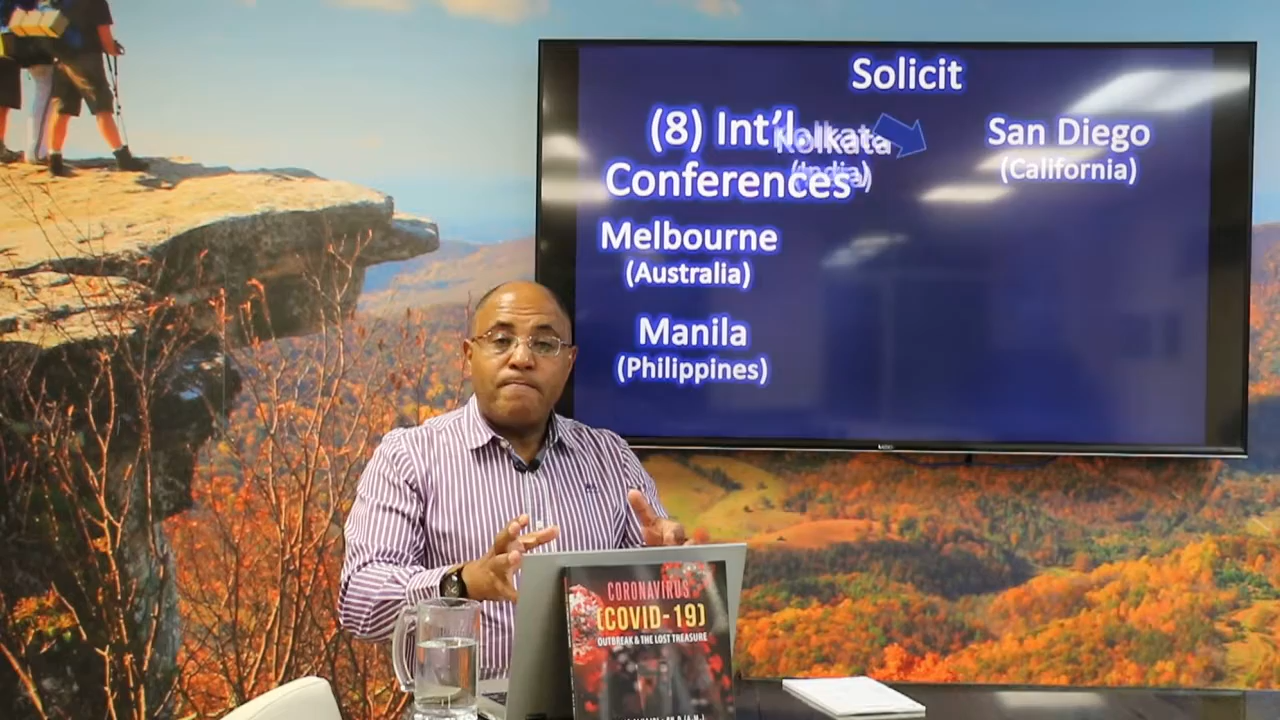 Solicit
(8) Int'l
Conferences
Kolkata
(India)
San Diego
(California)
Melbourne
(Australia)
Manila
(Philippines)
CORONAVIRUS
(COVID-19)
OUTBREAK & THE LOST TREASURE